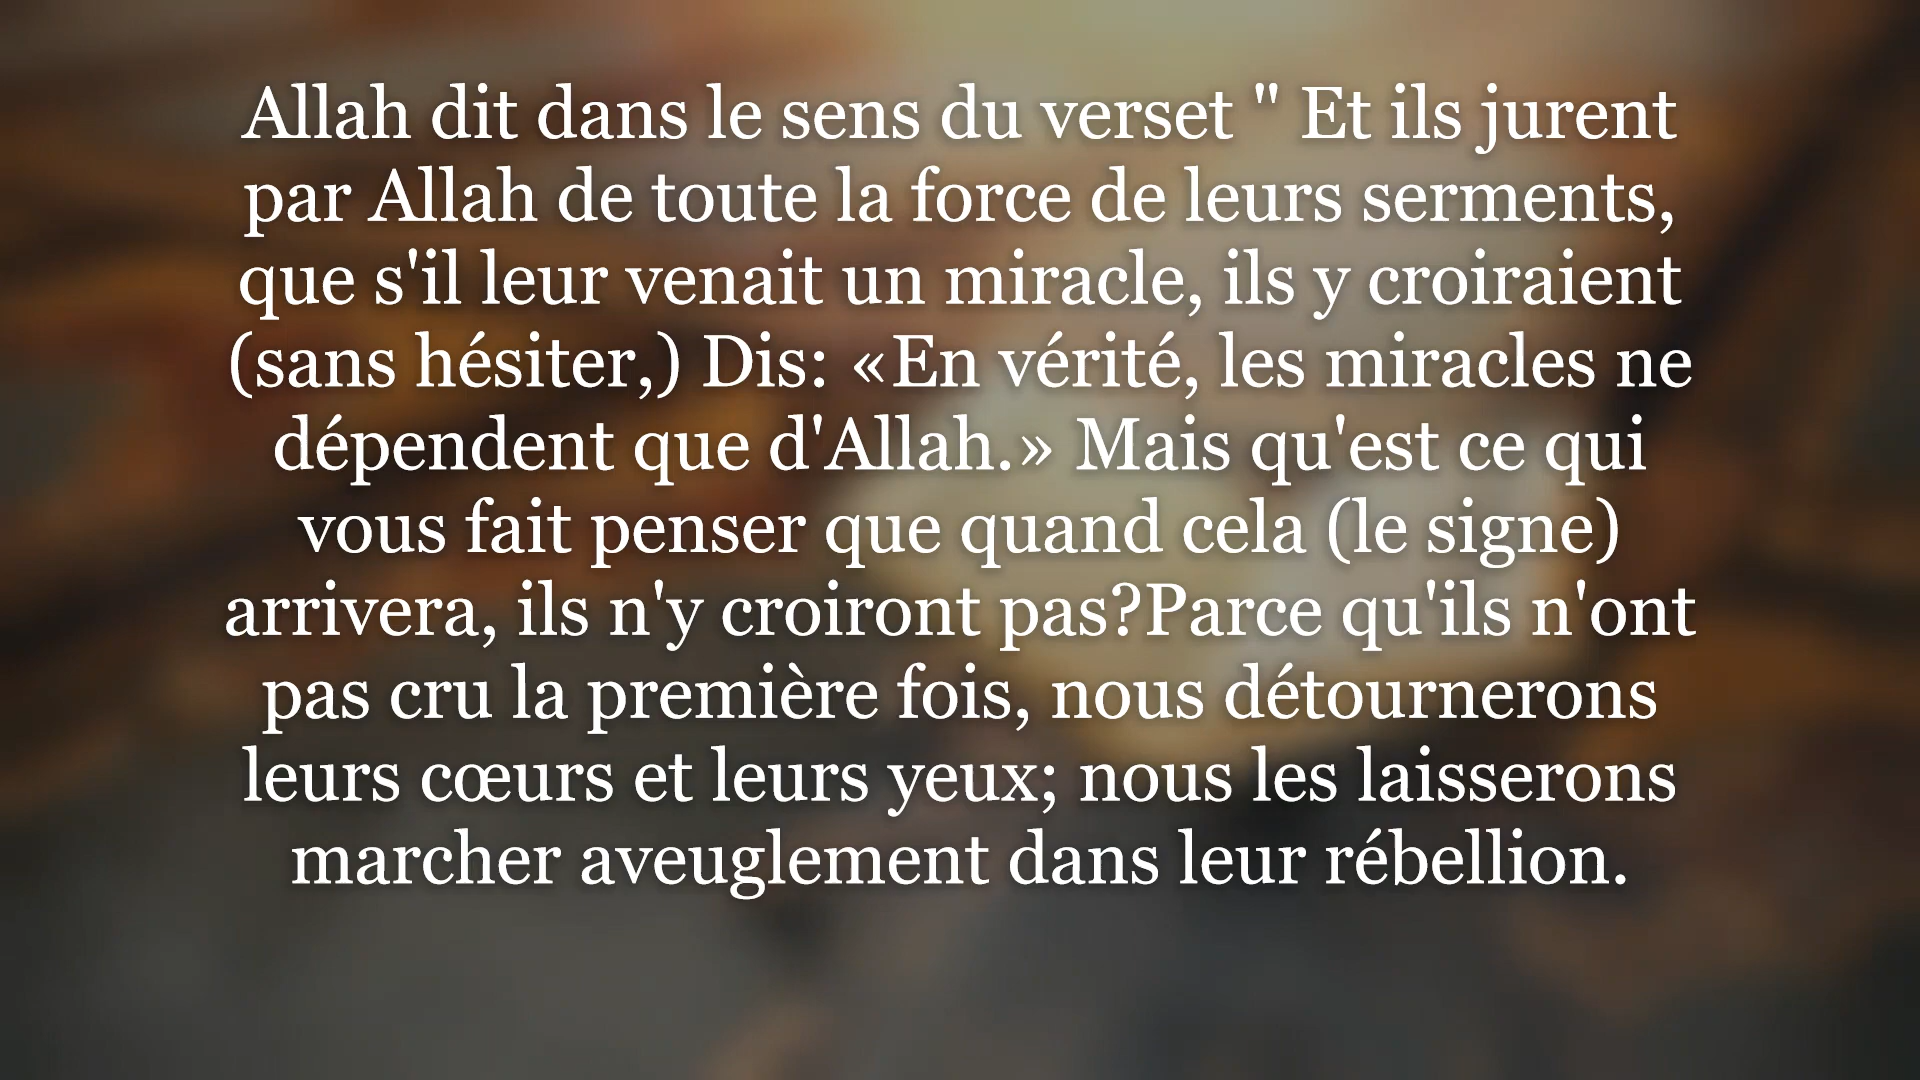 Allah dit dans le sens du verset " Et ils jurent
par Allah de toute la force de leurs serments,
que s'il leur venait un miracle, ils y croiraient
(sans hésiter,) Dis: «En vérité, les miracles ne
dépendent que d'Allah.» Mais qu'est ce qui
vous fait penser que quand cela (le signe)
arrivera, ils n'y croiront pas?Parce qu'ils n'ont
pas cru la première fois, nous détournerons
leurs cœurs et leurs yeux; nous les laisserons
marcher aveuglement dans leur rébellion.